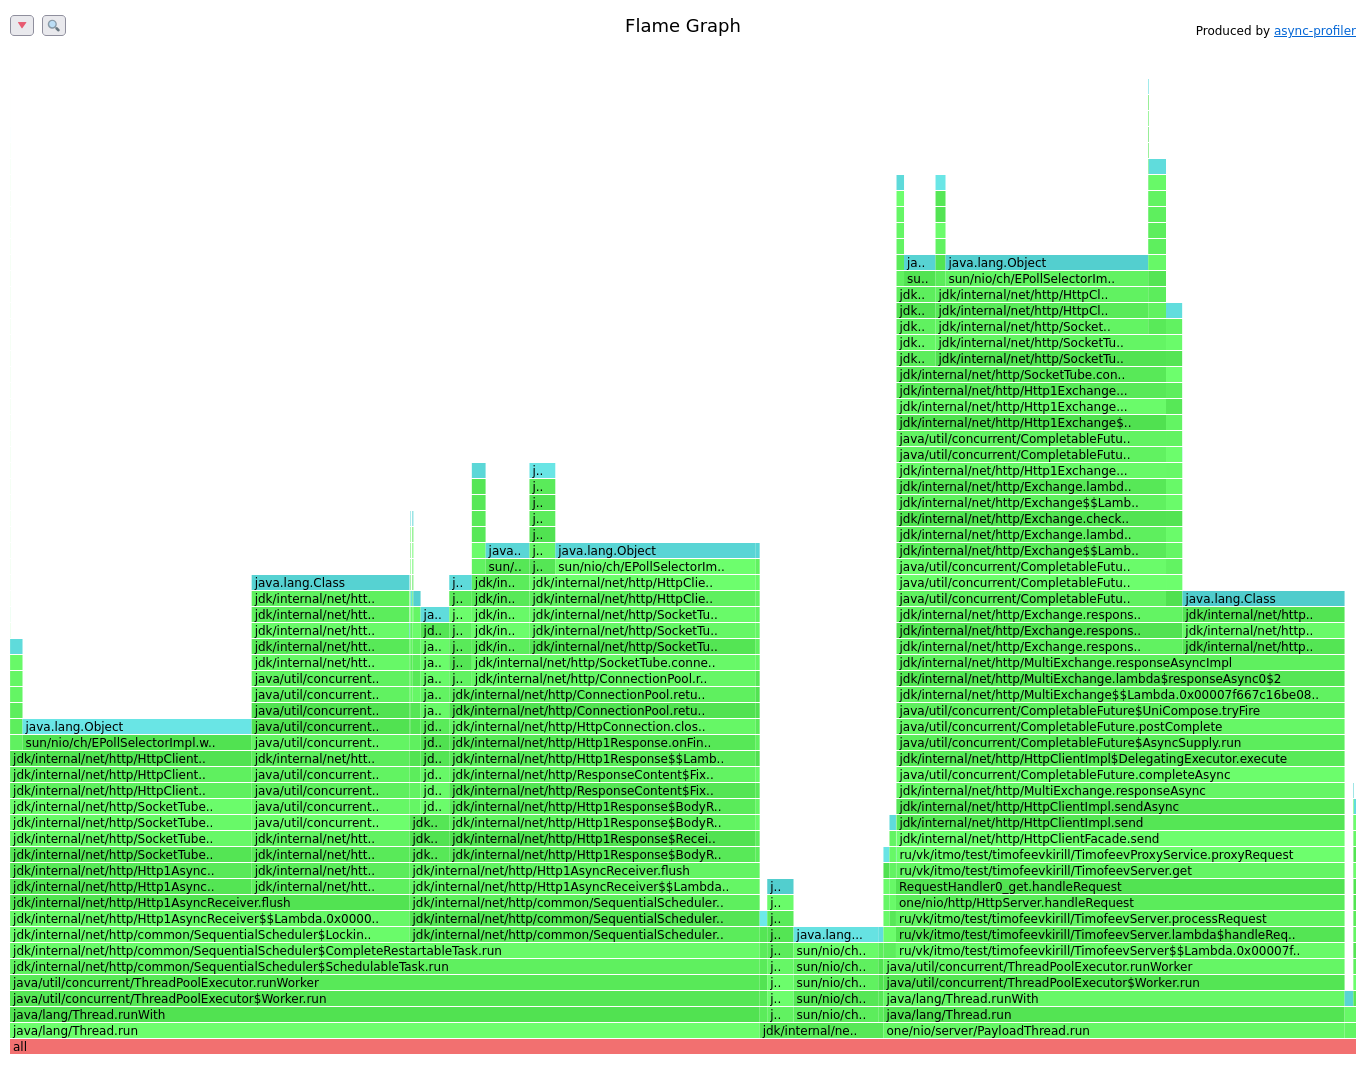 Flame Graph
Produced by async-profiler
ja.. java.lang.Object
su.. sun/nio/ch/EPollSelectorIm..
jdk.. jdk/internal/net/http/HttpCl..
jdk.. jdk/internal/net/http/HttpCl..
jdk.. jdk/internal/net/http/Socket..
jdk.. jdk/internal/net/http/SocketTu..
jdk.. jdk/internal/net/http/SocketTu..
jdk/internal/net/http/SocketTube.con..
jdk/internal/net/http/Http1Exchange...
jdk/internal/net/http/Http1Exchange...
jdk/internal/net/http/Http1Exchange$..
java/util/concurrent/CompletableFutu..
java/util/concurrent/CompletableFutu..
j.. jdk/internal/net/http/Http1Exchange...
j.. jdk/internal/net/http/Exchange.lambd..
j.. jdk/internal/net/http/Exchange$$Lamb..
j.. jdk/internal/net/http/Exchange.check..
j.. jdk/internal/net/http/Exchange.lambd..
java.. j.. java.lang.Object jdk/internal/net/http/Exchange$$Lamb..
sun/.. j.. sun/nio/ch/EPollSelectorIm.. java/util/concurrent/CompletableFutu..
java.lang.Class j.. jdk/in.. jdk/internal/net/http/HttpClie.. java/util/concurrent/CompletableFutu..
jdk/internal/net/htt.. j.. jdk/in.. jdk/internal/net/http/HttpClie.. java/util/concurrent/CompletableFutu.. java.lang.Class
jdk/internal/net/htt.. ja.. j.. jdk/in.. jdk/internal/net/http/SocketTu.. jdk/internal/net/http/Exchange.respons.. jdk/internal/net/http..
jdk/internal/net/htt.. jd.. j.. jdk/in.. jdk/internal/net/http/SocketTu.. jdk/internal/net/http/Exchange.respons.. jdk/internal/net/http..
jdk/internal/net/htt.. ja.. j.. jdk/in.. jdk/internal/net/http/SocketTu.. jdk/internal/net/http/Exchange.respons.. jdk/internal/net/http..
jdk/internal/net/htt.. ja.. j.. jdk/internal/net/http/SocketTube.conne.. jdk/internal/net/http/MultiExchange.responseAsyncImpl
java/util/concurrent.. ja.. j.. jdk/internal/net/http/ConnectionPool.r.. jdk/internal/net/http/MultiExchange.lambda$responseAsync0$2
java/util/concurrent.. ja.. jdk/internal/net/http/ConnectionPool.retu.. jdk/internal/net/http/MultiExchange$$Lambda.0x00007f667c16be08..
java/util/concurrent.. ja.. jdk/internal/net/http/ConnectionPool.retu.. java/util/concurrent/CompletableFuture$UniCompose.tryFire
java.lang.Object java/util/concurrent.. jd.. jdk/internal/net/http/HttpConnection.clos.. java/util/concurrent/CompletableFuture.postComplete
sun/nio/ch/EPollSelectorImpl.w.. java/util/concurrent.. jd.. jdk/internal/net/http/Http1Response.onFin.. java/util/concurrent/CompletableFuture$AsyncSupply.run
jdk/internal/net/http/HttpClient.. jdk/internal/net/htt.. jd.. jdk/internal/net/http/Http1Response$$Lamb.. jdk/internal/net/http/HttpClientImpl$DelegatingExecutor.execute
jdk/internal/net/http/HttpClient.. java/util/concurrent.. jd.. jdk/internal/net/http/ResponseContent$Fix.. java/util/concurrent/CompletableFuture.completeAsync
jdk/internal/net/http/HttpClient.. java/util/concurrent.. jd.. jdk/internal/net/http/ResponseContent$Fix.. jdk/internal/net/http/MultiExchange.responseAsync
jdk/internal/net/http/SocketTube.. java/util/concurrent.. jd.. jdk/internal/net/http/Http1Response$BodyR.. jdk/internal/net/http/HttpClientImpl.sendAsync
jdk/internal/net/http/SocketTube.. java/util/concurrent.. jdk.. jdk/internal/net/http/Http1Response$BodyR.. jdk/internal/net/http/HttpClientImpl.send
jdk/internal/net/http/SocketTube.. jdk/internal/net/htt.. jdk.. jdk/internal/net/http/Http1Response$Recei.. jdk/internal/net/http/HttpClientFacade.send
jdk/internal/net/http/SocketTube.. jdk/internal/net/htt.. jdk.. jdk/internal/net/http/Http1Response$BodyR.. ru/vk/itmo/test/timofeevkirill/TimofeevProxyService.proxyRequest
jdk/internal/net/http/Http1Async.. jdk/internal/net/htt.. jdk/internal/net/http/Http1AsyncReceiver.flush ru/vk/itmo/test/timofeevkirill/TimofeevServer.get
jdk/internal/net/http/Http1Async.. jdk/internal/net/htt.. jdk/internal/net/http/Http1AsyncReceiver$$Lambda.. j.. RequestHandler0_get.handleRequest
jdk/internal/net/http/Http1AsyncReceiver.flush jdk/internal/net/http/common/SequentialScheduler.. j.. one/nio/http/HttpServer.handleRequest
jdk/internal/net/http/Http1AsyncReceiver$$Lambda.0x0000.. jdk/internal/net/http/common/SequentialScheduler.. j.. ru/vk/itmo/test/timofeevkirill/TimofeevServer.processRequest
jdk/internal/net/http/common/SequentialScheduler$Lockin.. jdk/internal/net/http/common/SequentialScheduler.. j.. java.lang... ru/vk/itmo/test/timofeevkirill/TimofeevServer.lambda$handleReq..
jdk/internal/net/http/common/SequentialScheduler$CompleteRestartableTask.run j.. sun/nio/ch.. ru/vk/itmo/test/timofeevkirill/TimofeevServer$$Lambda.0x00007f..
jdk/internal/net/http/common/SequentialScheduler$SchedulableTask.run j.. sun/nio/ch.. java/util/concurrent/ThreadPoolExecutor.runWorker
java/util/concurrent/ThreadPoolExecutor.runWorker j.. sun/nio/ch.. java/util/concurrent/ThreadPoolExecutor$Worker.run
java/util/concurrent/ThreadPoolExecutor$Worker.run j.. sun/nio/ch.. java/lang/Thread.runWith
java/lang/Thread.runWith j.. sun/nio/ch.. java/lang/Thread.run
java/lang/Thread.run jdk/internal/ne.. one/nio/server/PayloadThread.run
all